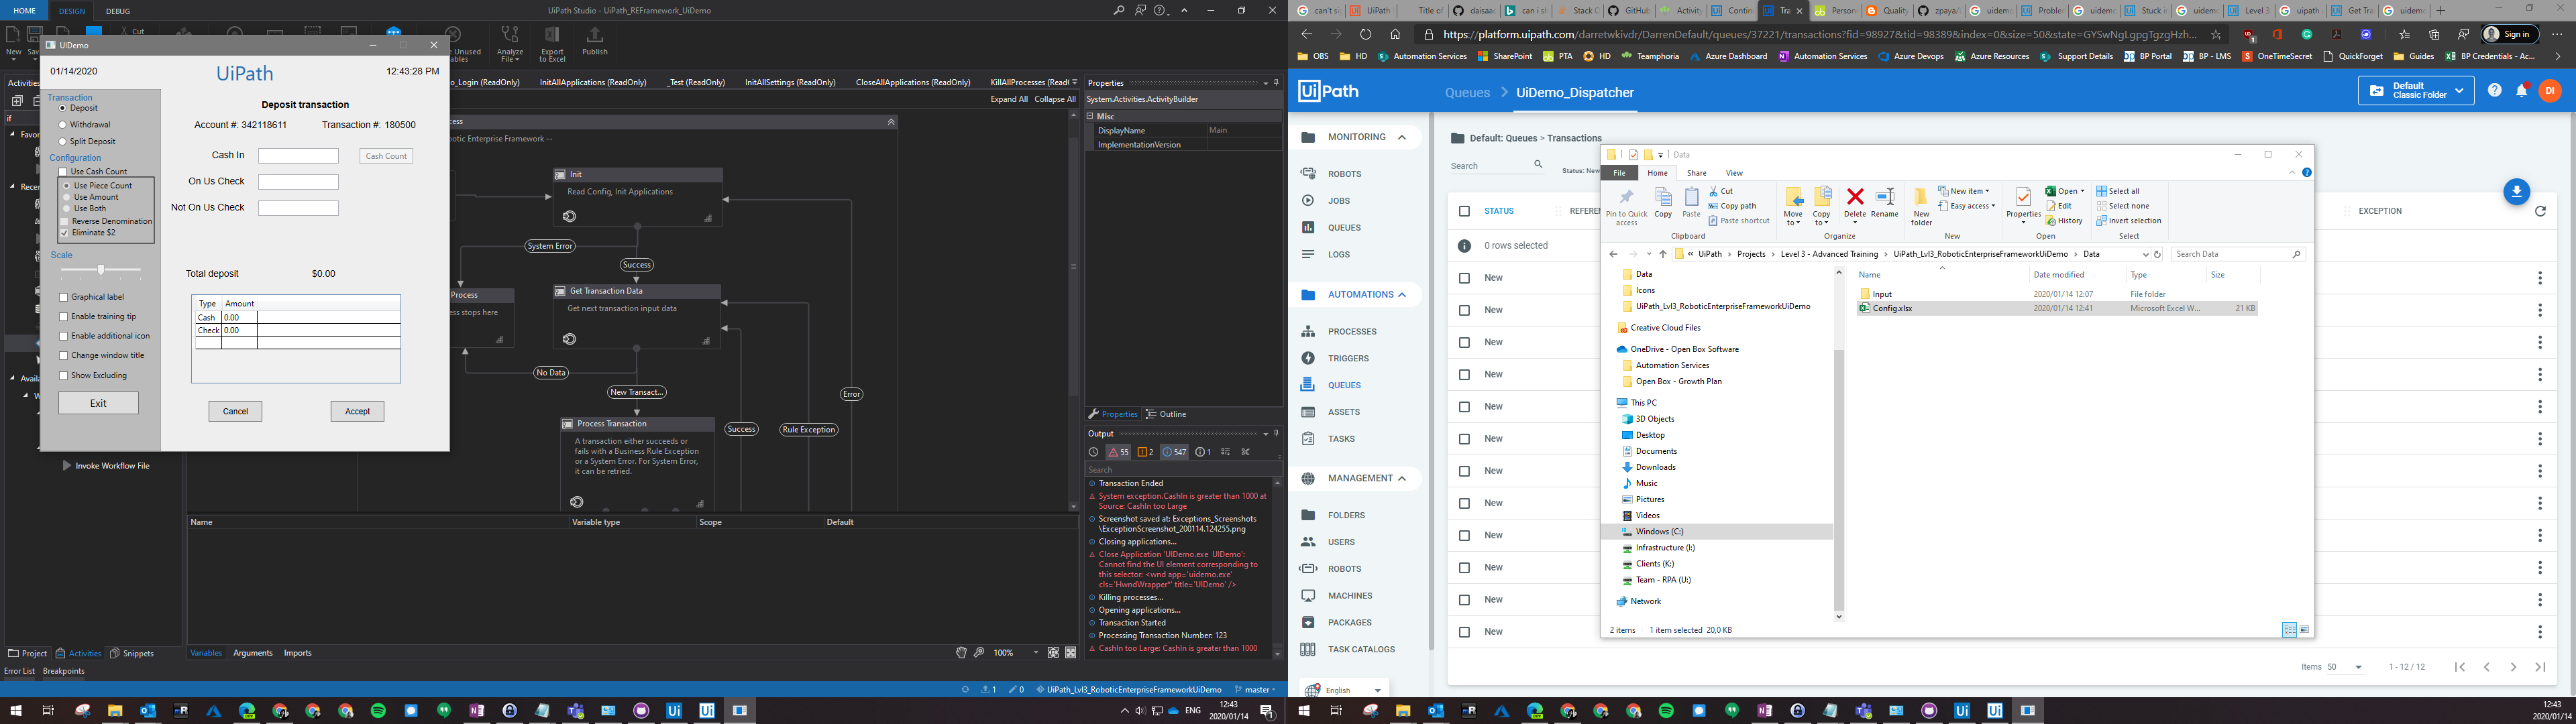 HOME
DESIGN
DEBUG
UiPath Studio - UiPath_REFramework_UiDemo
New
Cut
Analyze File
Export to Excel
Publish
UIDemo
01/14/2020
UiPath
12:43:28 PM
Transaction
Deposit
Withdrawal
Split Deposit
Configuration
Use Cash Count
Use Piece Count
Use Amount
Use Both
Reverse Denomination
Eliminate $2
Scale
Graphical label
Enable training tip
Enable additional icon
Change window title
Show Excluding
Exit
Deposit transaction
Account #: 342118611
Transaction #: 180500
Cash In
Cash Count
On Us Check
Not On Us Check
Total deposit
$0.00
Type Amount
Cash 0.00
Check 0.00
Cancel
Accept
Invoke Workflow File
o_Login (ReadOnly)
InitAllApplications (ReadOnly)
_Test (ReadOnly)
InitAllSettings (ReadOnly)
CloseAllApplications (ReadOnly)
KillAllProcesses (Read
Expand All
Collapse All
Init
Read Config, Init Applications
System Error
Success
Process
ess stops here
Get Transaction Data
Get next transaction input data
No Data
New Transact...
Error
Success
Rule Exception
Process Transaction
A transaction either succeeds or
fails with a Business Rule Exception
or a System Error. For System Error,
it can be retried.
Name
Variable type
Scope
Default
Variables
Arguments
Imports
100%
Project
Activities
Snippets
Error List
Breakpoints
Properties
System.Activities.ActivityBuilder
Misc
DisplayName Main
ImplementationVersion
Properties
Outline
Output
55
2
547
1
Search
Transaction Ended
System exception.CashIn is greater than 1000 at
Source: CashIn too Large
Screenshot saved at: Exceptions_Screenshots
\ExceptionScreenshot_200114.124255.png
Closing applications...
Close Application 'UIDemo.exe UIDemo':
Cannot find the UI element corresponding to
this selector: <wnd app='uidemo.exe'
cls='HwndWrapper*' title='UIDemo' />
Killing processes...
Opening applications...
Transaction Started
Processing Transaction Number: 123
CashIn too Large: CashIn is greater than 1000
1
0
UiPath_Lvl3_RoboticEnterpriseFrameworkUiDemo
master
ENG
12:43
2020/01/14
https://platform.uipath.com/darretwkivdr/DarrenDefault/queues/37221/transactions?fid=98927&tid=98389&index=0&size=50&state=GYSwNgLgpgTgzgHzh...
Sign in
OBS
HD
Automation Services
SharePoint
PTA
HD
Teamphoria
Azure Dashboard
Automation Services
Azure Devops
Azure Resources
Support Details
BP Portal
BP - LMS
OneTimeSecret
QuickForget
Guides
BP Credentials - Ac...
UiPath
Queues
UiDemo_Dispatcher
Default
Classic Folder
DI
MONITORING
ROBOTS
JOBS
QUEUES
LOGS
AUTOMATIONS
PROCESSES
TRIGGERS
QUEUES
ASSETS
TASKS
MANAGEMENT
FOLDERS
USERS
ROBOTS
MACHINES
PACKAGES
TASK CATALOGS
English
Default: Queues > Transactions
Search
Status: New
STATUS
REFEREN
EXCEPTION
0 rows selected
New
New
New
New
New
New
New
New
New
New
New
New
Items 50
1 - 12 / 12
Data
File
Home
Share
View
Pin to Quick access
Copy
Paste
Cut
Copy path
Paste shortcut
Clipboard
Move to
Copy to
Delete
Rename
Organize
New folder
New item
Easy access
New
Properties
Open
Edit
History
Open
Select all
Select none
Invert selection
Select
UiPath
Projects
Level 3 - Advanced Training
UiPath_Lvl3_RoboticEnterpriseFrameworkUiDemo
Data
Search Data
Data
Icons
UiPath_Lvl3_RoboticEnterpriseFrameworkUiDemo
Creative Cloud Files
OneDrive - Open Box Software
Automation Services
Open Box - Growth Plan
This PC
3D Objects
Desktop
Documents
Downloads
Music
Pictures
Videos
Windows (C:)
Infrastructure (I:)
Clients (K:)
Team - RPA (U:)
Network
Name Date modified Type Size
Input 2020/01/14 12:07 File folder
Config.xlsx 2020/01/14 12:41 Microsoft Excel W... 21 KB
2 items
1 item selected 20,0 KB
12:43
2020/01/14